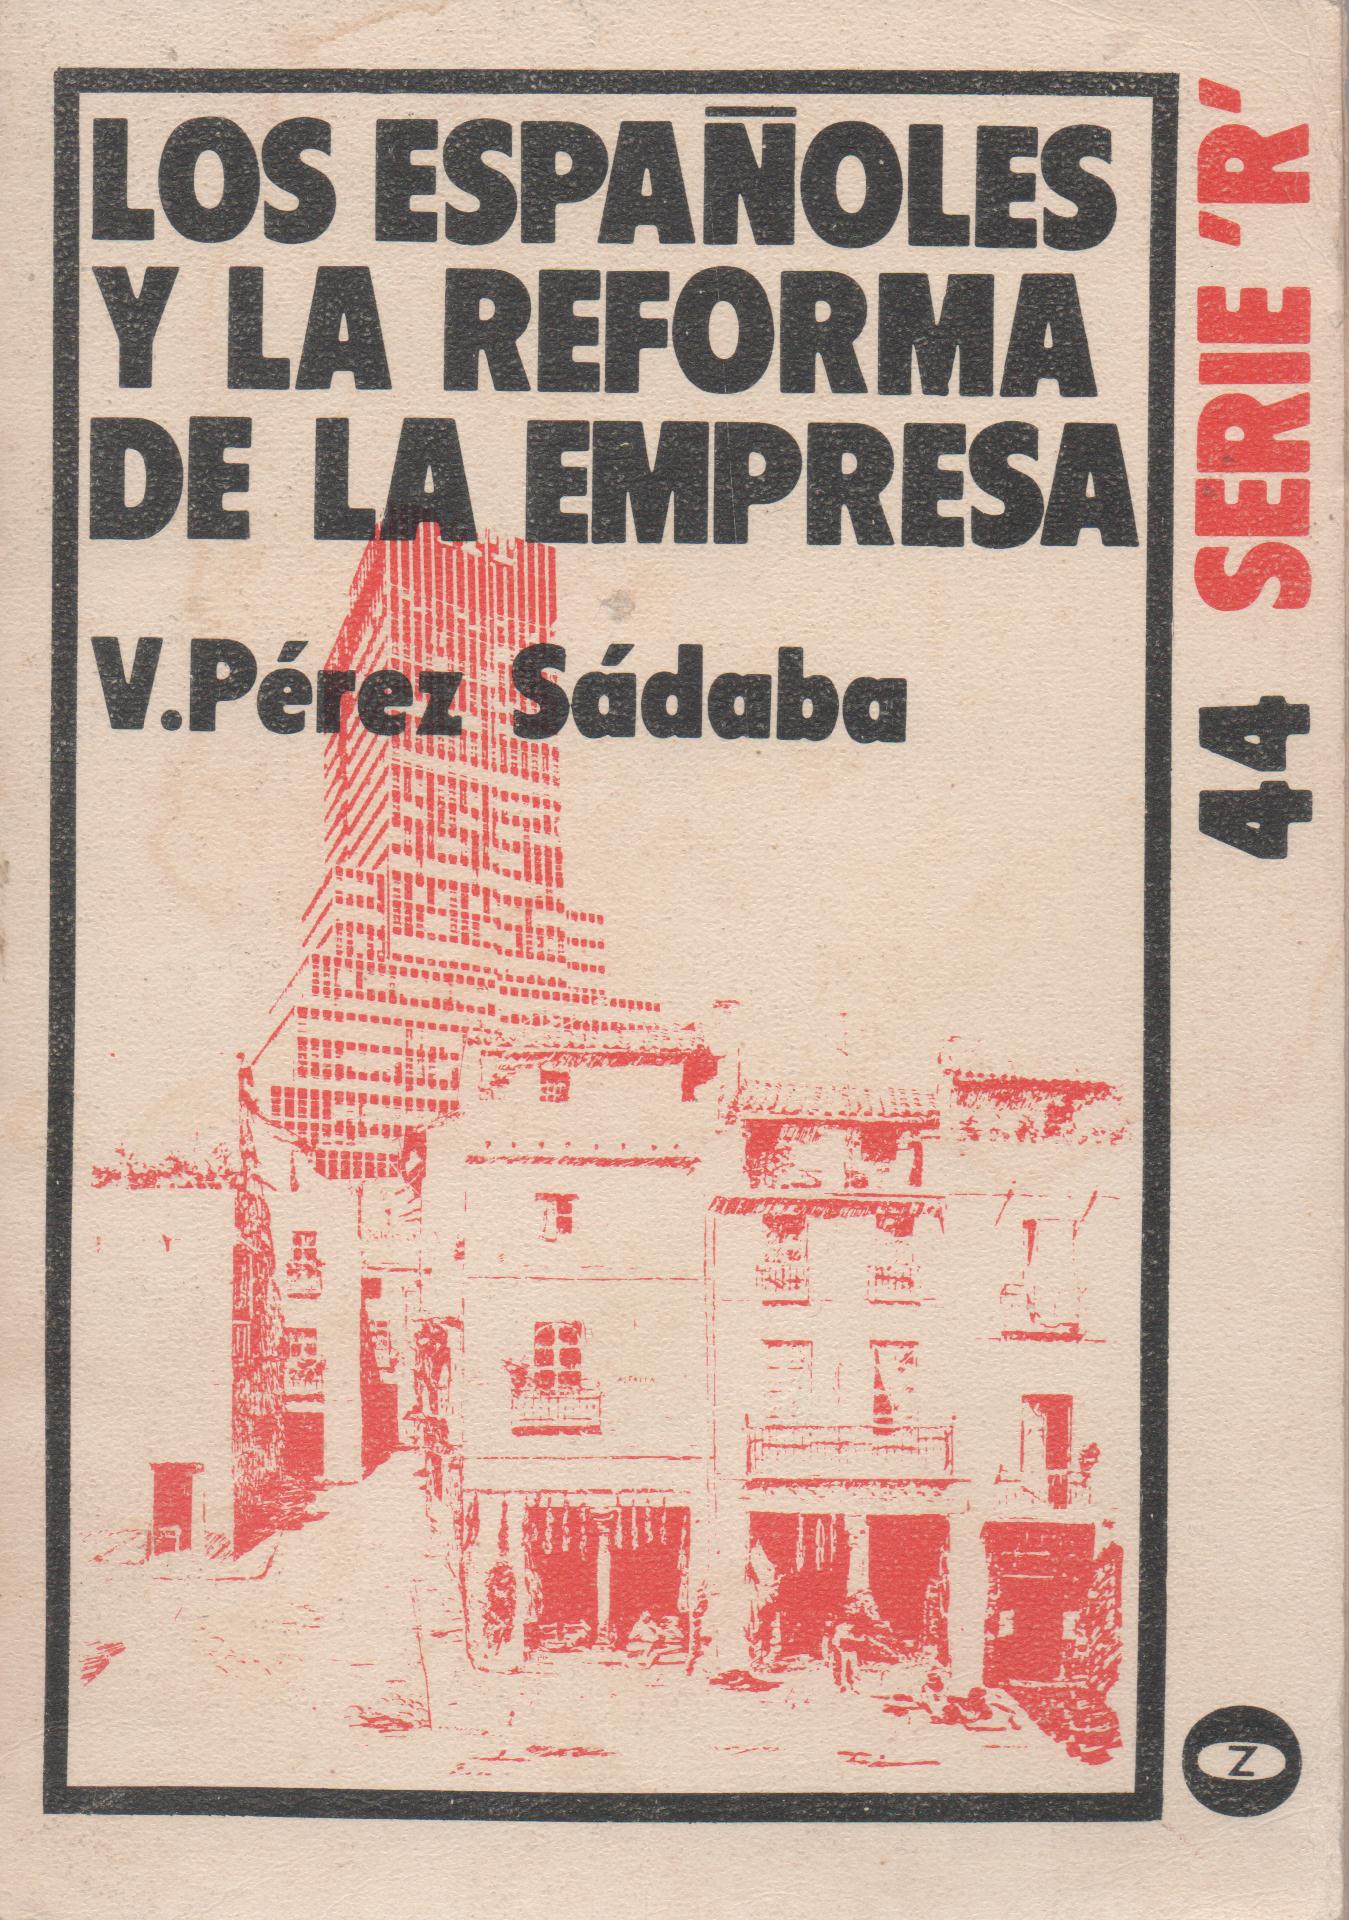 LOS ESPAÑOLES
Y LA REFORMA
DE LA EMPRESA
V. Pérez Sádaba
SERIE 'R'
44
Z